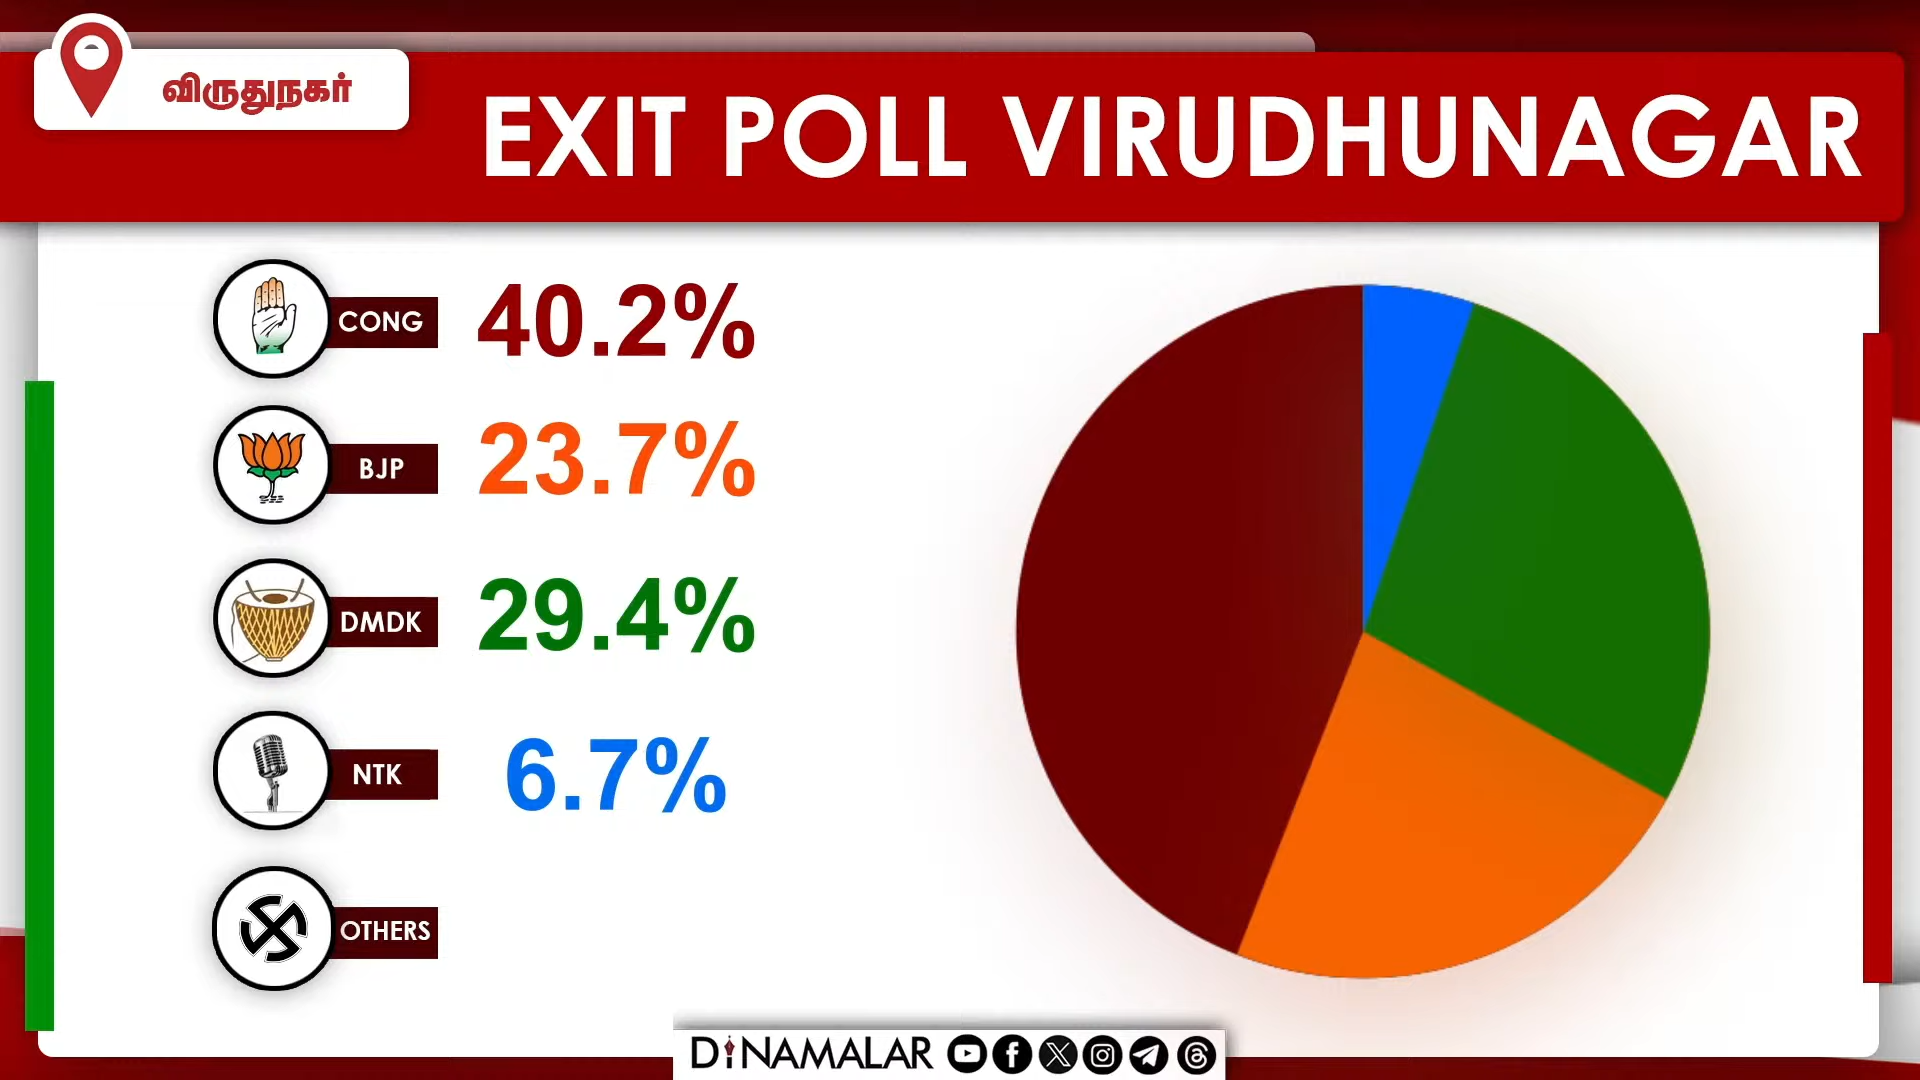 விருதுநகர்
EXIT POLL VIRUDHUNAGAR
CONG 40.2%
BJP 23.7%
DMDK 29.4%
NTK 6.7%
OTHERS
DINAMALAR